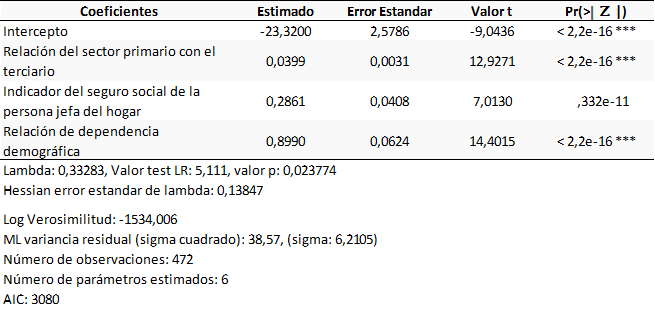 Coeficientes Estimado Error Estandar Valor t Pr(>| Z |)
Intercepto -23,3200 2,5786 -9,0436 < 2,2e-16 ***
Relación del sector primario con el
terciario 0,0399 0,0031 12,9271 < 2,2e-16 ***
Indicador del seguro social de la
persona jefa del hogar 0,2861 0,0408 7,0130 ,332e-11
Relación de dependencia
demográfica 0,8990 0,0624 14,4015 < 2,2e-16 ***
Lambda: 0,33283, Valor test LR: 5,111, valor p: 0,023774
Hessian error estandar de lambda: 0,13847
Log Verosimilitud: -1534,006
ML variancia residual (sigma cuadrado): 38,57, (sigma: 6,2105)
Número de observaciones: 472
Número de parámetros estimados: 6
AIC: 3080